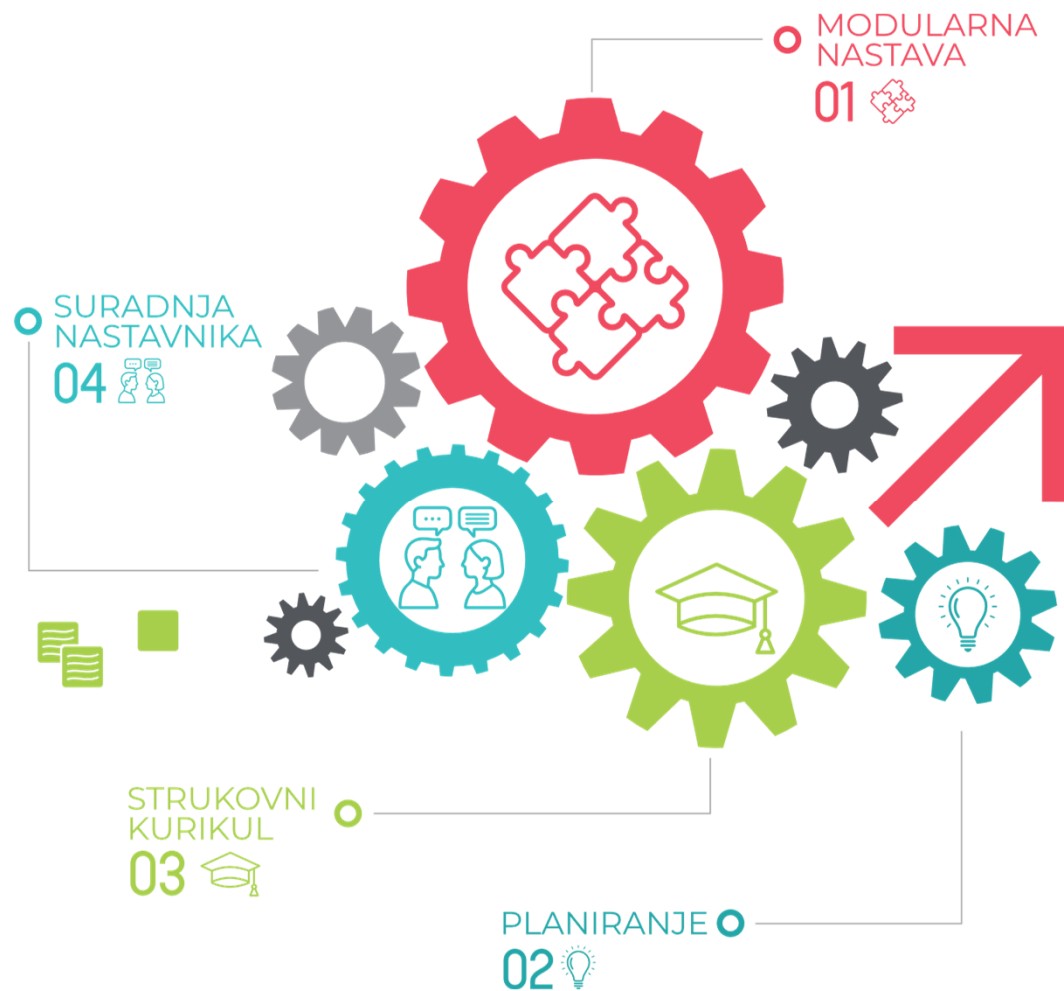 MODULARNA
NASTAVA
01
SURADNJA
NASTAVNIKA
04
STRUKOVNI
KURIKUL
03
PLANIRANJE
02